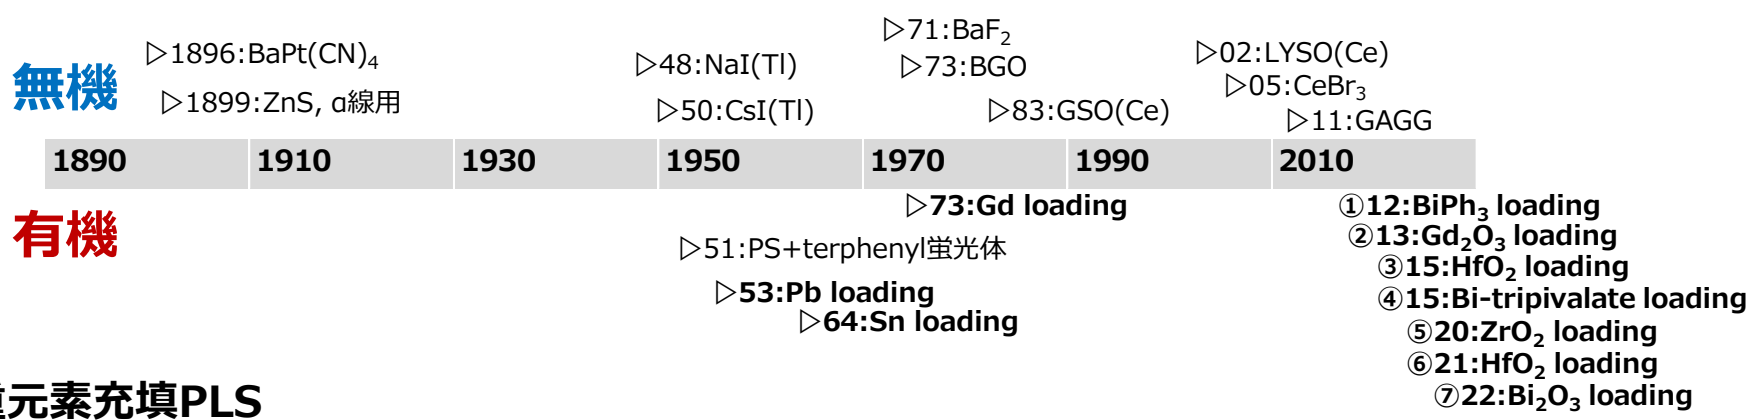 無機
▷1896:BaPt(CN)₄
▷1899:ZnS, α線用
▷48:NaI(Tl)
▷50:CsI(Tl)
▷71:BaF₂
▷73:BGO
▷83:GSO(Ce)
▷02:LYSO(Ce)
▷05:CeBr₃
▷11:GAGG
1890 1910 1930 1950 1970 1990 2010
有機
▷73:Gd loading
▷51:PS+terphenyl蛍光体
▷53:Pb loading
▷64:Sn loading
①12:BiPh₃ loading
②13:Gd₂O₃ loading
③15:HfO₂ loading
④15:Bi-tripivalate loading
⑤20:ZrO₂ loading
⑥21:HfO₂ loading
⑦22:Bi₂O₃ loading
元素充填PLS